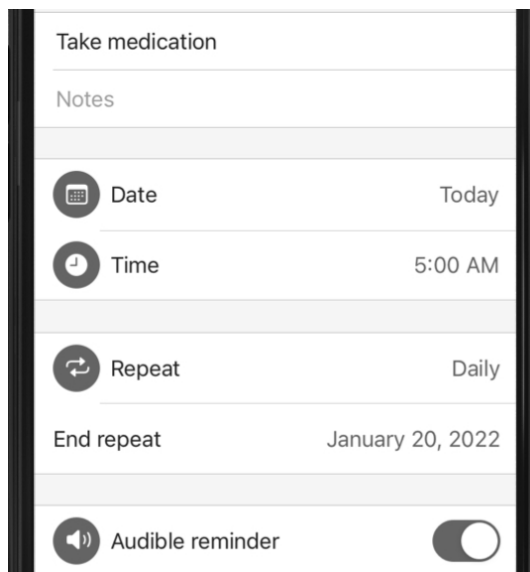 Take medication
Notes
Date Today
Time 5:00 AM
Repeat Daily
End repeat January 20, 2022
Audible reminder